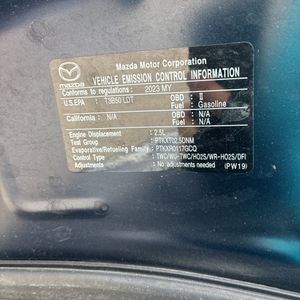 mazda
Mazda Motor Corporation
VEHICLE EMISSION CONTROL INFORMATION
Conforms to regulations: 2023 MY
U.S.EPA : T3B50 LDT OBD : II
Fuel : Gasoline
California : N/A OBD : N/A
Fuel : N/A
Engine Displacement : 2.5L
Test Group : PTKXT02.5DNM
Evaporative/Refueling Family : PTKXR0117GCQ
Control Devices : TWC/WU-TWC/HO2S/WR-HO2S/DFI
Adjustments : No adjustments needed (PW19)